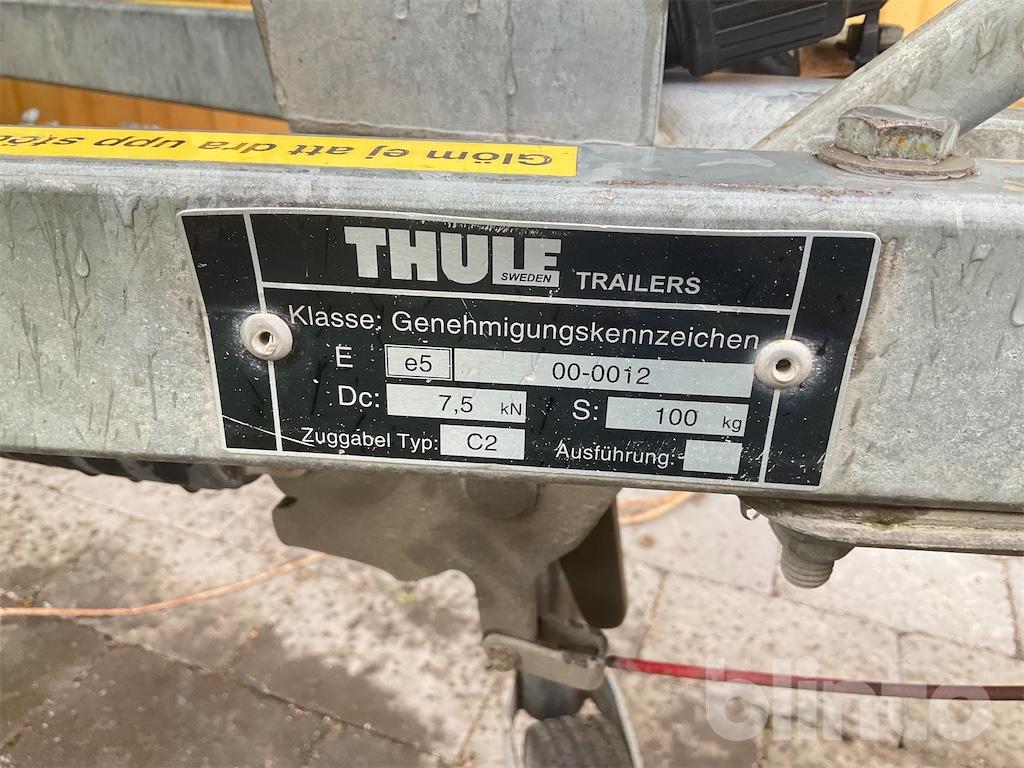 Glöm ej att dra upp
THULE
SWEDEN TRAILERS
Klasse: Genehmigungskennzeichen
E e5 00-0012
Dc: 7,5 kN S: 100 kg
Zuggabel Typ: C2 Ausführung:
blinto